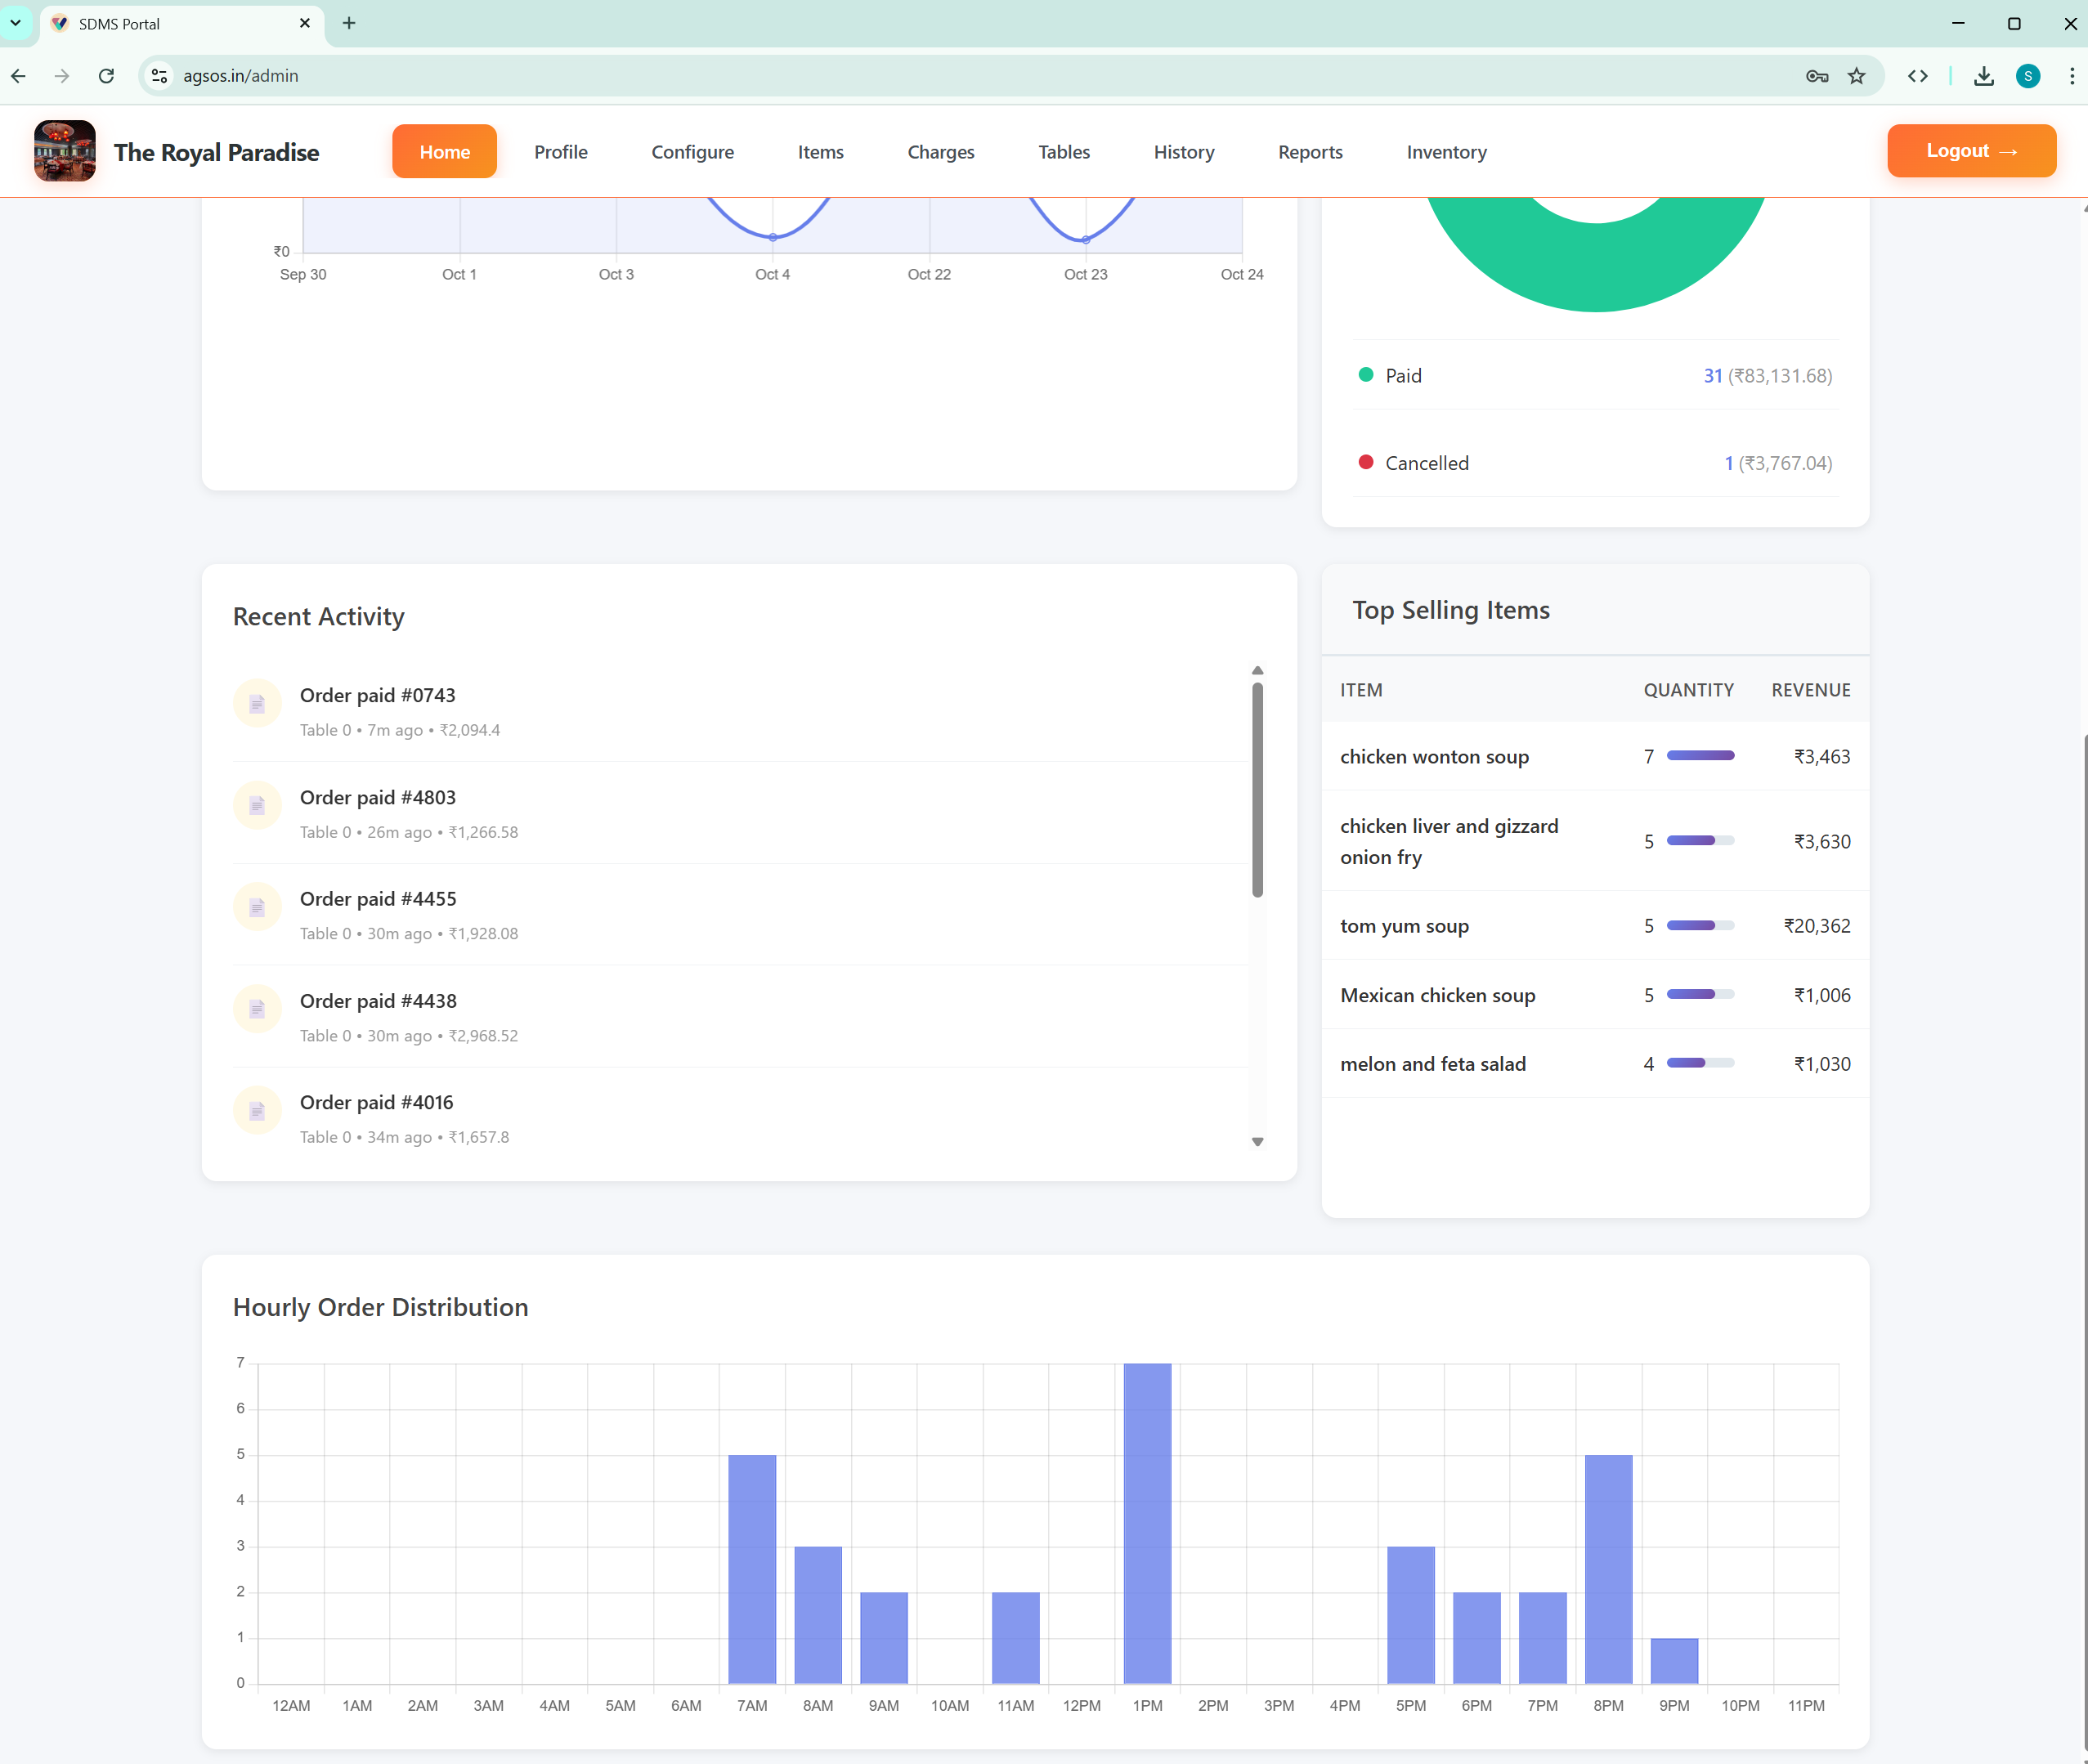 SDMS Portal
agsos.in/admin
S
The Royal Paradise
Home
Profile
Configure
Items
Charges
Tables
History
Reports
Inventory
Logout →
₹0
Sep 30
Oct 1
Oct 3
Oct 4
Oct 22
Oct 23
Oct 24
Paid
31 (₹83,131.68)
Cancelled
1 (₹3,767.04)
Recent Activity
Order paid #0743
Table 0 • 7m ago • ₹2,094.4
Order paid #4803
Table 0 • 26m ago • ₹1,266.58
Order paid #4455
Table 0 • 30m ago • ₹1,928.08
Order paid #4438
Table 0 • 30m ago • ₹2,968.52
Order paid #4016
Table 0 • 34m ago • ₹1,657.8
Top Selling Items
ITEM QUANTITY REVENUE
chicken wonton soup 7 ₹3,463
chicken liver and gizzard
onion fry 5 ₹3,630
tom yum soup 5 ₹20,362
Mexican chicken soup 5 ₹1,006
melon and feta salad 4 ₹1,030
Hourly Order Distribution
7
6
5
4
3
2
1
0
12AM 1AM 2AM 3AM 4AM 5AM 6AM 7AM 8AM 9AM 10AM 11AM 12PM 1PM 2PM 3PM 4PM 5PM 6PM 7PM 8PM 9PM 10PM 11PM